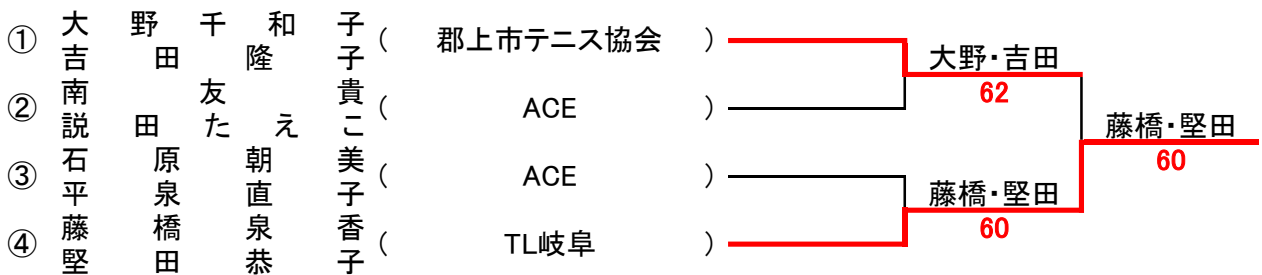 ① 大野千和子 ( 郡上市テニス協会 )
吉田隆子
大野・吉田
62
② 南友貴 ( ACE )
説田たえこ
藤橋・堅田
60
③ 石原朝美 ( ACE )
平泉直子
藤橋・堅田
60
④ 藤橋泉香 ( TL岐阜 )
堅田恭子